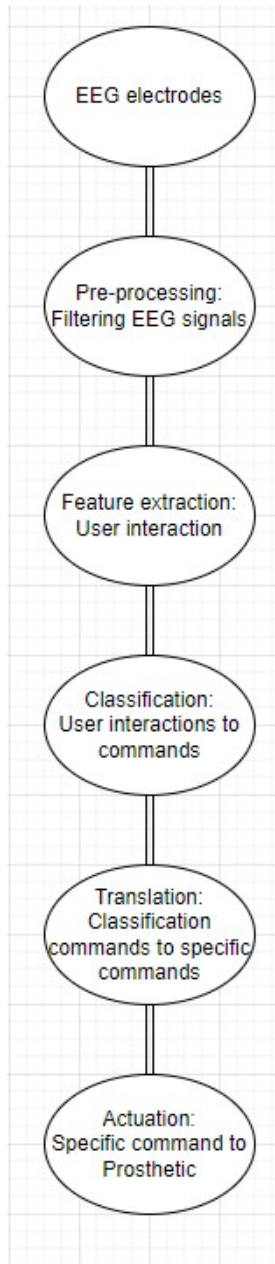 EEG electrodes
Pre-processing:
Filtering EEG signals
Feature extraction:
User interaction
Classification:
User interactions to
commands
Translation:
Classification
commands to specific
commands
Actuation:
Specific command to
Prosthetic